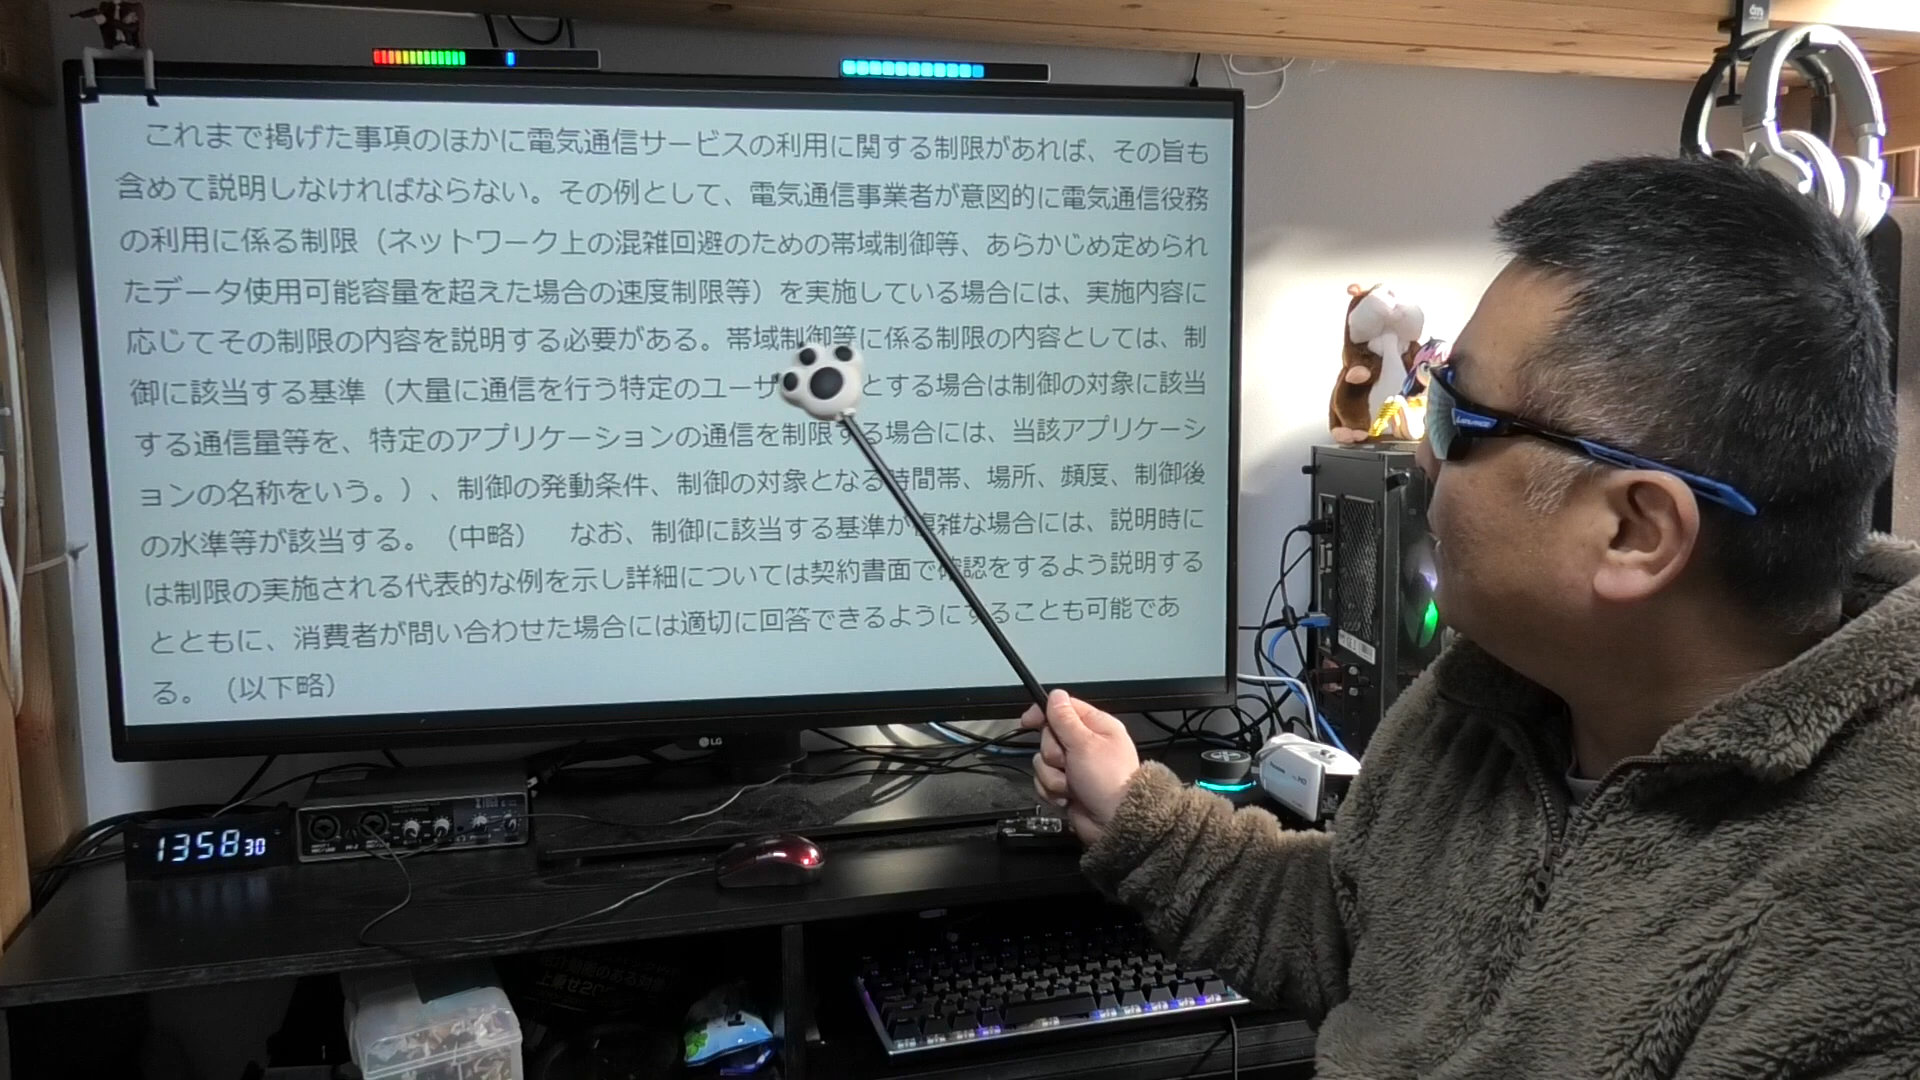 これまで掲げた事項のほかに電気通信サービスの利用に関する制限があれば、その旨も
含めて説明しなければならない。その例として、電気通信事業者が意図的に電気通信役務
の利用に係る制限（ネットワーク上の混雑回避のための帯域制御等、あらかじめ定められ
たデータ使用可能容量を超えた場合の速度制限等）を実施している場合には、実施内容に
応じてその制限の内容を説明する必要がある。帯域制御等に係る制限の内容としては、制
御に該当する基準（大量に通信を行う特定のユーザ とする場合は制御の対象に該当
する通信量等を、特定のアプリケーションの通信を制限する場合には、当該アプリケーシ
ョンの名称をいう。）、制御の発動条件、制御の対象となる時間帯、場所、頻度、制御後
の水準等が該当する。（中略）　なお、制御に該当する基準が複雑な場合には、説明時に
は制限の実施される代表的な例を示し詳細については契約書面で確認をするよう説明する
とともに、消費者が問い合わせた場合には適切に回答できるようにすることも可能であ
る。（以下略）
LG
1358 30